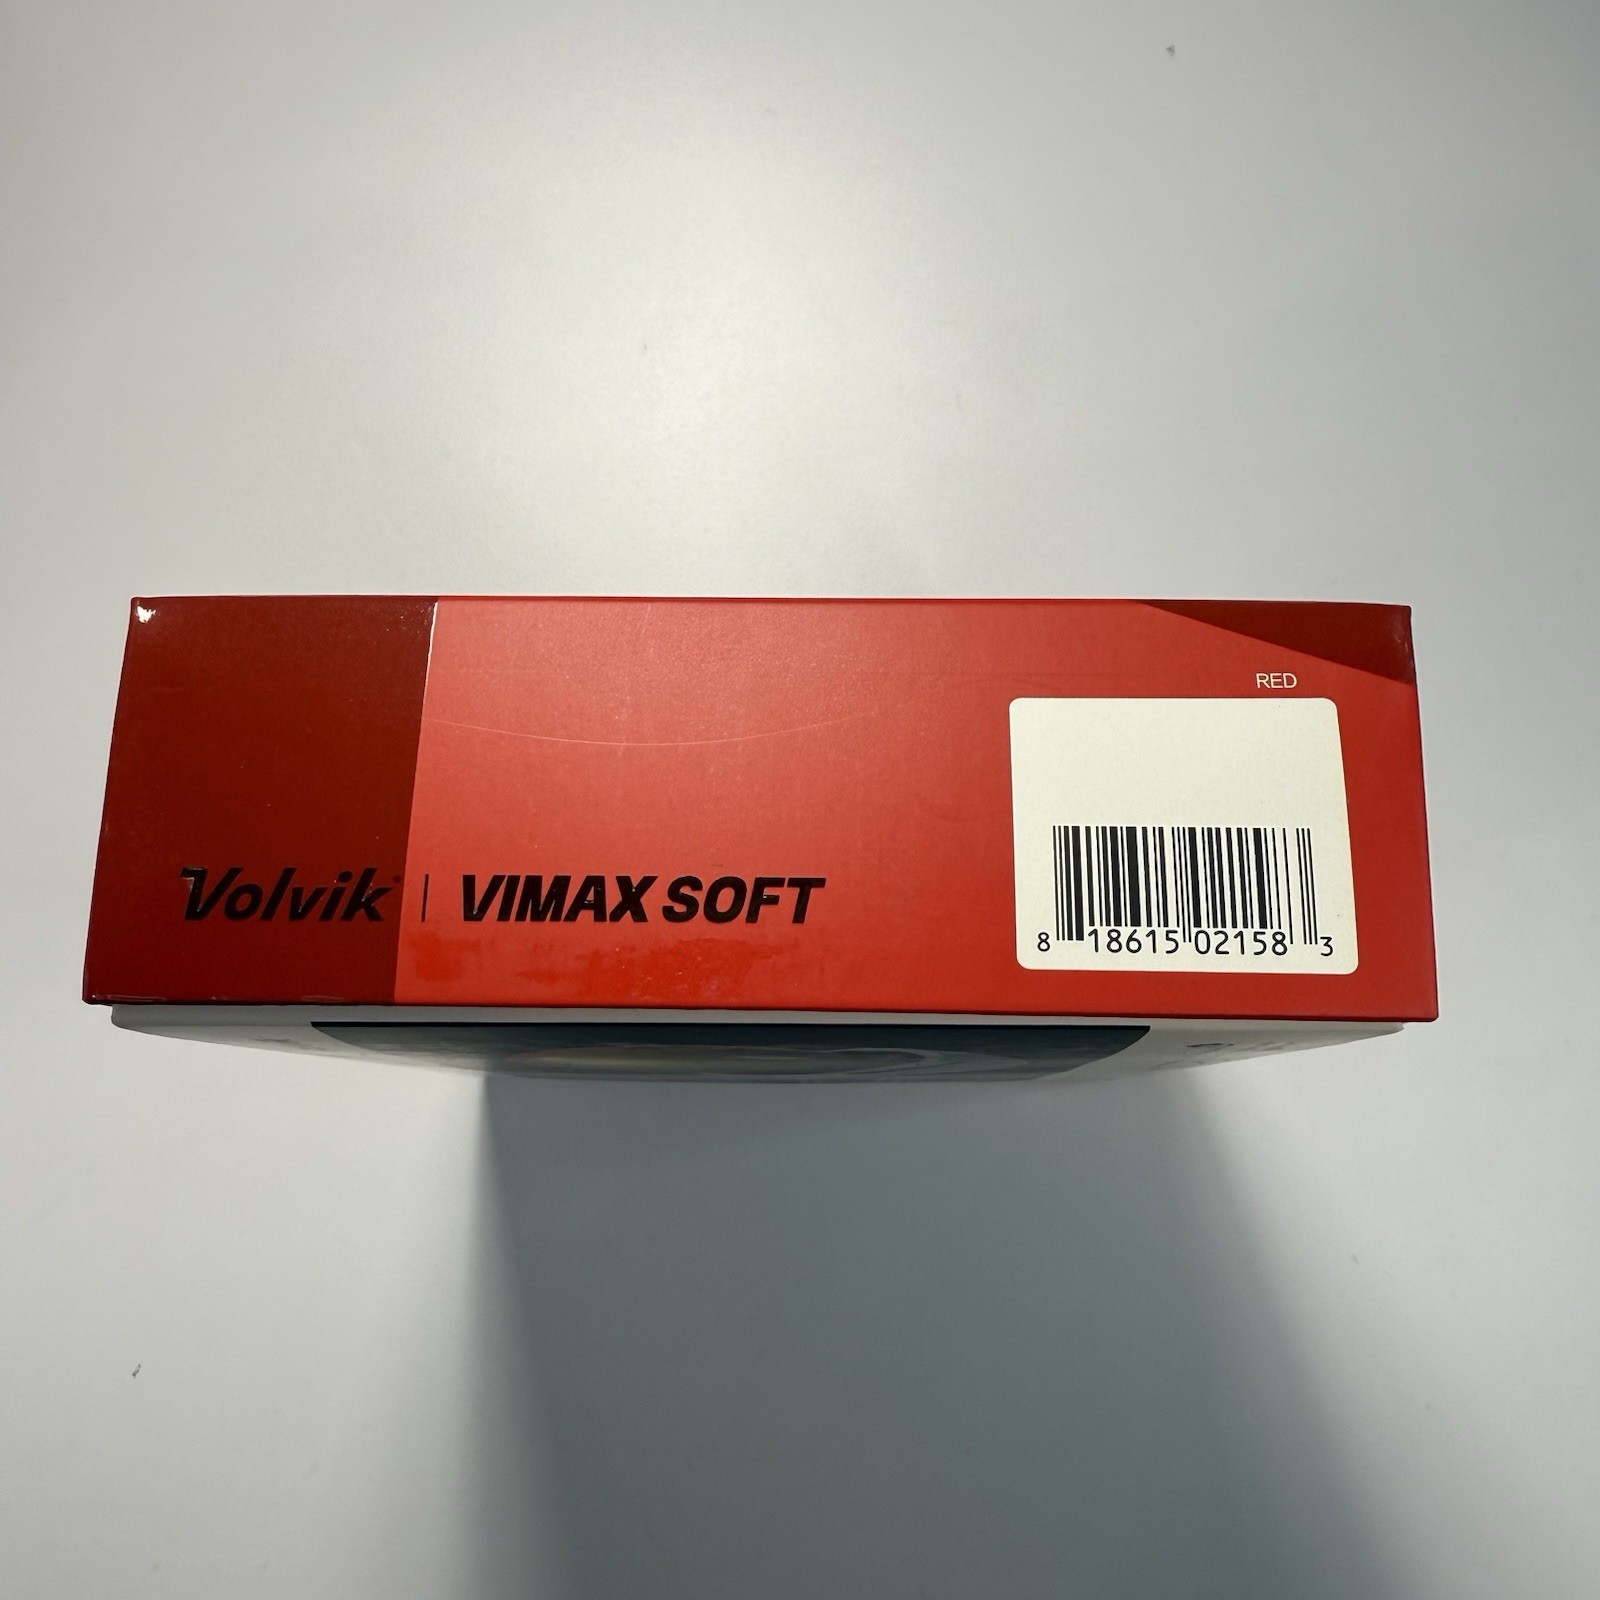 RED
Volvik | VIMAX SOFT
8 18615 02158 3